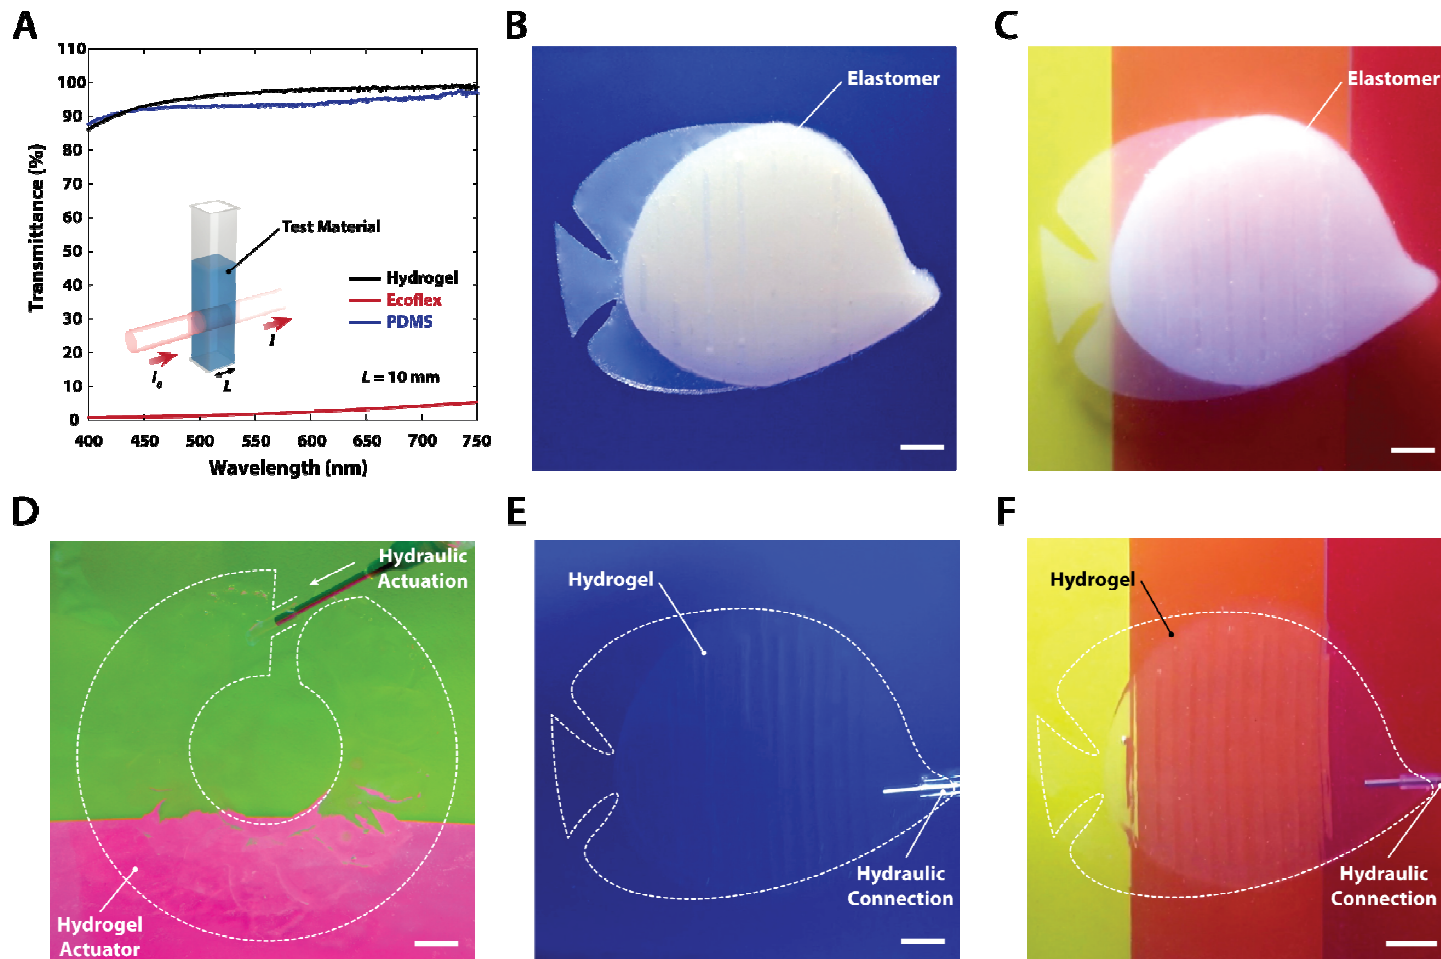 A
110
100
90
80
70
60
50
40
30
20
10
0
Transmittance (%)
400
450
500
550
600
650
700
750
Wavelength (nm)
Test Material
Hydrogel
Ecoflex
PDMS
I
I0
L
L = 10 mm
B
Elastomer
C
Elastomer
D
Hydraulic
Actuation
Hydrogel
Actuator
E
Hydrogel
Hydraulic
Connection
F
Hydrogel
Hydraulic
Connection